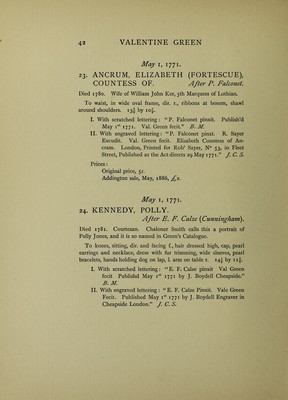 42 VALENTINE GREEN
May 1, 1771.
23. ANCRUM, ELIZABETH (FORTESCUE),
COUNTESS OF. After P. Falconet.
Died 1780. Wife of William John Ker, 5th Marquess of Lothian.
To waist, in wide oval frame, dir. r., ribbons at bosom, shawl
around shoulders. 13¾ by 10¾.
I. With scratched lettering: “P. Falconet pinxit. Publish'd
May 1st 1771. Val. Green fecit.” B. M.
II. With engraved lettering: “P. Falconet pinxt. R. Sayer
Excudit. Val. Green fecit. Elizabeth Countess of An-
cram. London, Printed for Robt Sayer, No 53, in Fleet
Street, Published as the Act directs 29 May 1771.” J. C. S.
Prices:
Original price, 5s.
Addington sale, May, 1886,
May 1, 1771.
24. KENNEDY, POLLY.
After E. F. Calze (Cunningham).
Died 1781. Courtezan. Chaloner Smith calls this a portrait of
Polly Jones, and it is so named in Green's Catalogue.
To knees, sitting, dir. and facing l., hair dressed high, cap, pearl
earrings and necklace, dress with fur trimming, wide sleeves, pearl
bracelets, hands holding dog on lap, l. arm on table r. by
I. With scratched lettering: “E. F. Calze pinxit Val Green
fecit Publishd May 1st 1771 by J. Boydell Cheapside.”
B. M.
II. With engraved lettering: “E. F. Calze Pinxit. Vale Green
Fecit. Published May 1st 1771 by J. Boydell Engraver in
Cheapside London.” J. C. S.